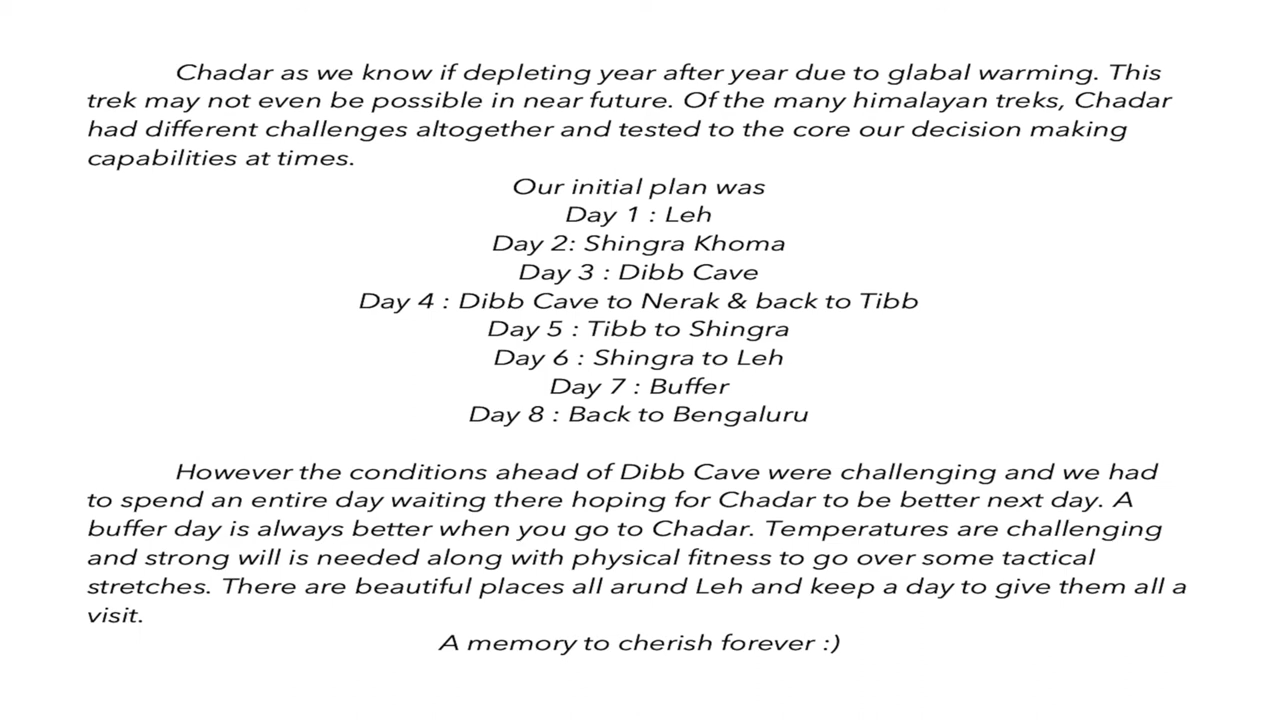 Chadar as we know if depleting year after year due to glabal warming. This
trek may not even be possible in near future. Of the many himalayan treks, Chadar
had different challenges altogether and tested to the core our decision making
capabilities at times.
Our initial plan was
Day 1 : Leh
Day 2: Shingra Khoma
Day 3 : Dibb Cave
Day 4 : Dibb Cave to Nerak & back to Tibb
Day 5 : Tibb to Shingra
Day 6 : Shingra to Leh
Day 7 : Buffer
Day 8 : Back to Bengaluru
However the conditions ahead of Dibb Cave were challenging and we had
to spend an entire day waiting there hoping for Chadar to be better next day. A
buffer day is always better when you go to Chadar. Temperatures are challenging
and strong will is needed along with physical fitness to go over some tactical
stretches. There are beautiful places all arund Leh and keep a day to give them all a
visit.
A memory to cherish forever :)